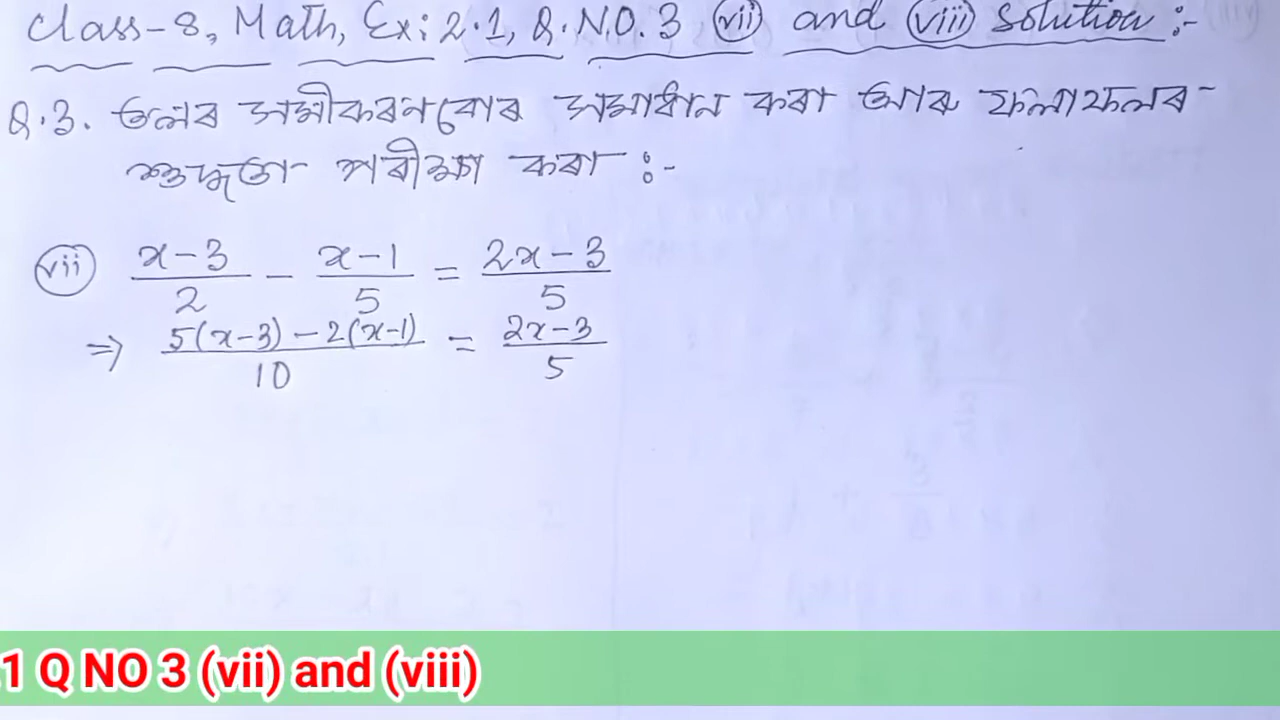 Class-8, Math, Ex: 2.1, Q.N.O. 3 (vii) and (viii) Solution :-
Q.3. তলৰ সমীকৰণবোৰ সমাধান কৰা আৰু ফলাফলৰ
শুদ্ধতা পৰীক্ষা কৰা :-
(vii) x-3/2 - x-1/5 = 2x-3/5
⇒ 5(x-3)-2(x-1)/10 = 2x-3/5
1 Q NO 3 (vii) and (viii)